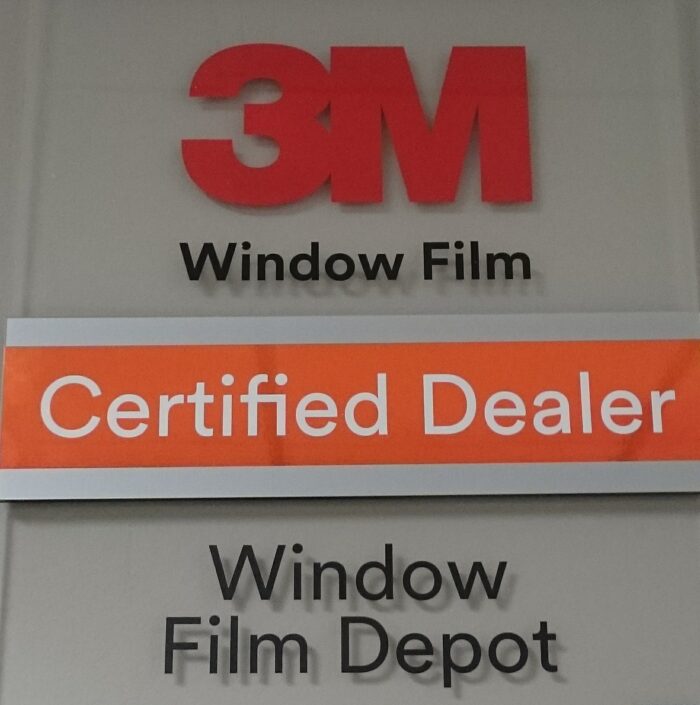 3M
Window Film
Certified Dealer
Window
Film Depot